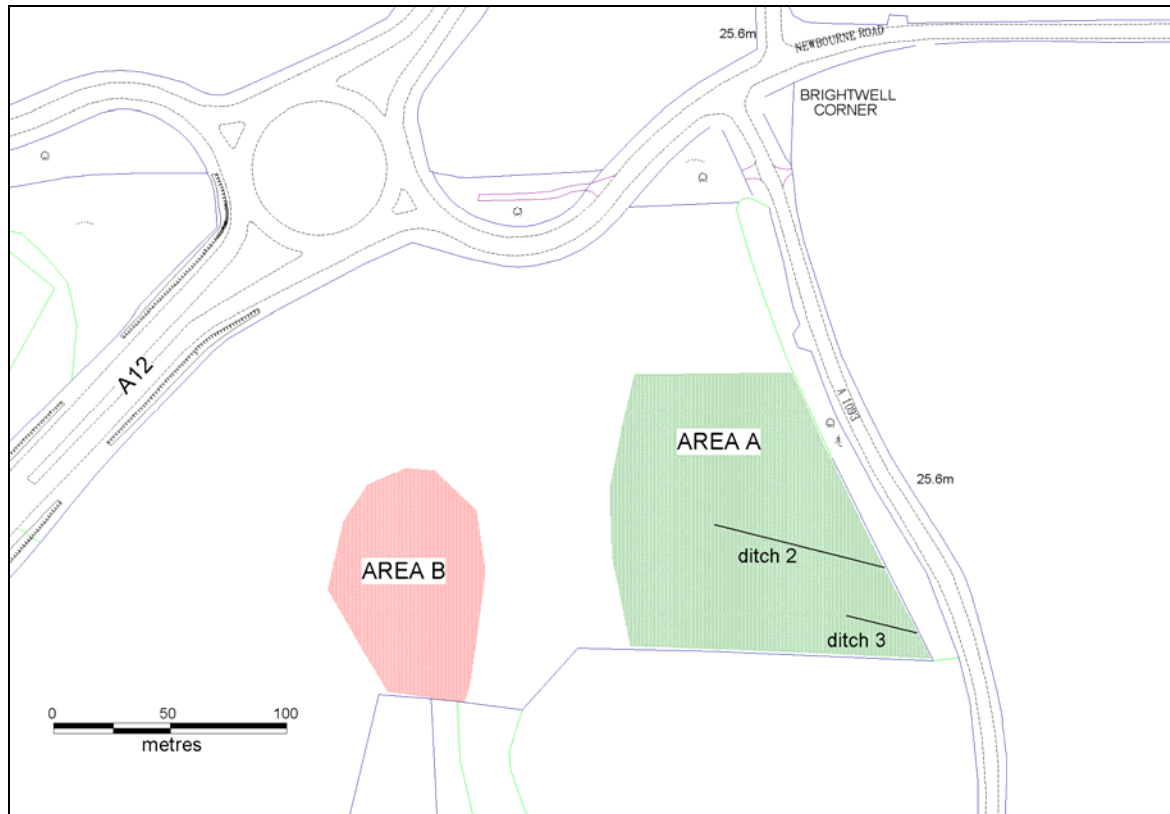 25.6m
NEWBOURNE ROAD
BRIGHTWELL
CORNER
A12
A 1093
AREA A
25.6m
ditch 2
AREA B
ditch 3
0 50 100
metres